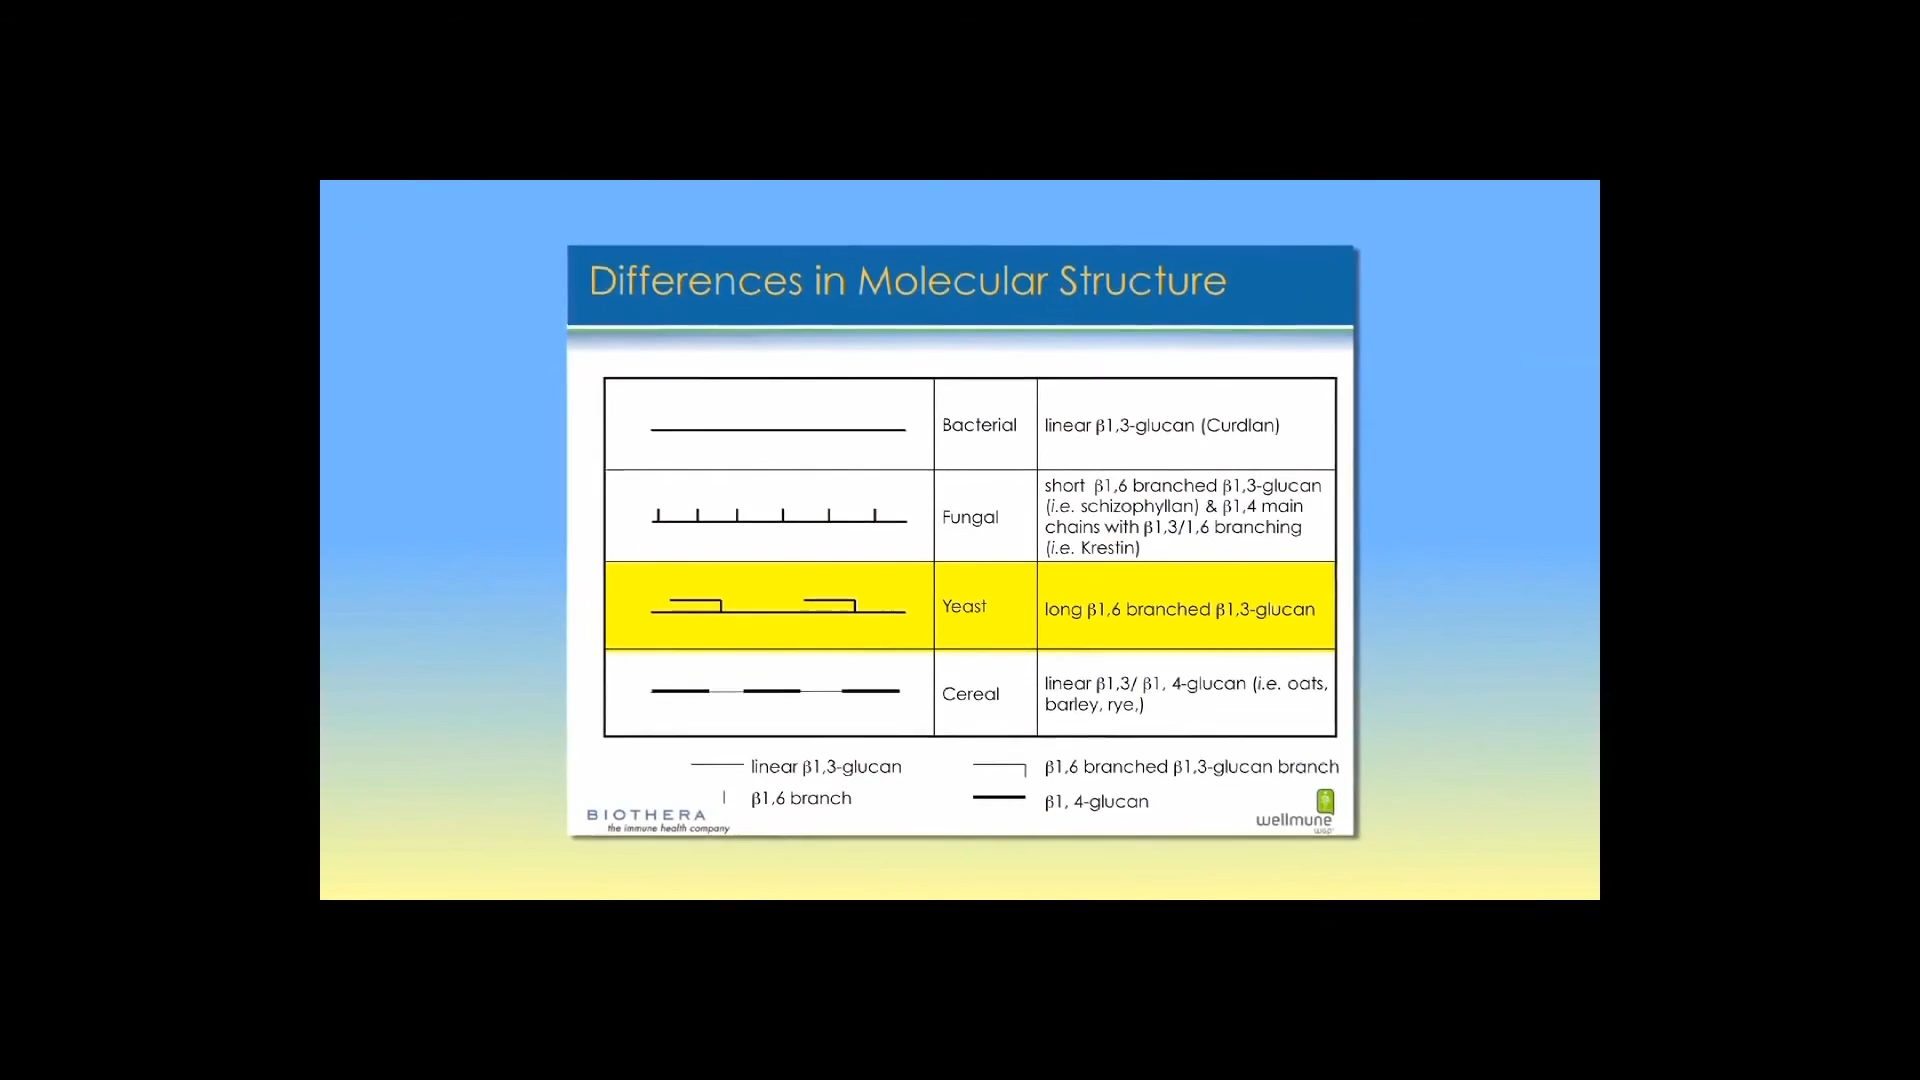 Differences in Molecular Structure
Bacterial
linear β1,3-glucan (Curdlan)
Fungal
short β1,6 branched β1,3-glucan
(i.e. schizophyllan) & β1,4 main
chains with β1,3/1,6 branching
(i.e. Krestin)
Yeast
long β1,6 branched β1,3-glucan
Cereal
linear β1,3/ β1, 4-glucan (i.e. oats,
barley, rye,)
linear β1,3-glucan
β1,6 branched β1,3-glucan branch
β1,6 branch
β1, 4-glucan
BIOTHERA
the immune health company
wellmune
WGP